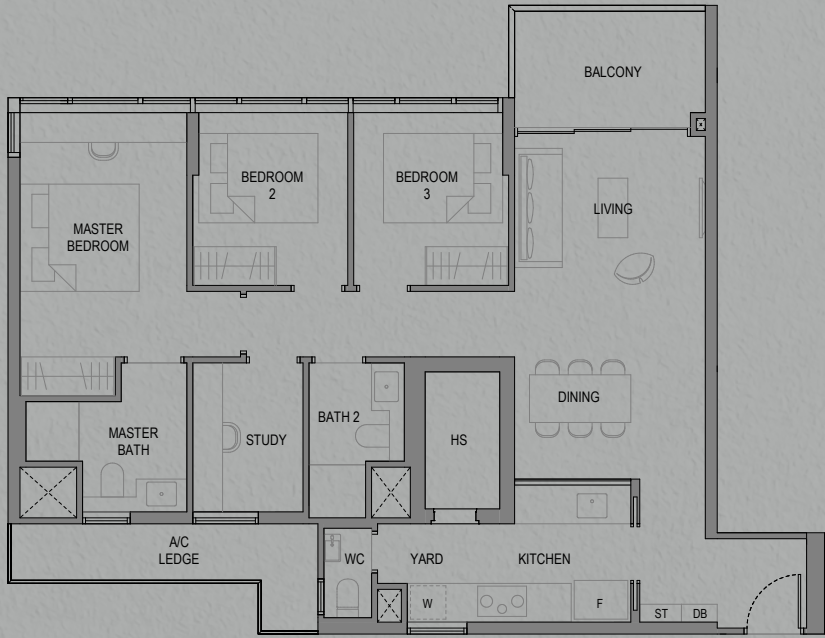 BALCONY
BEDROOM
2
BEDROOM
3
MASTER
BEDROOM
LIVING
DINING
MASTER
BATH
STUDY
BATH 2
HS
A/C
LEDGE
WC
YARD
KITCHEN
W
F
ST
DB